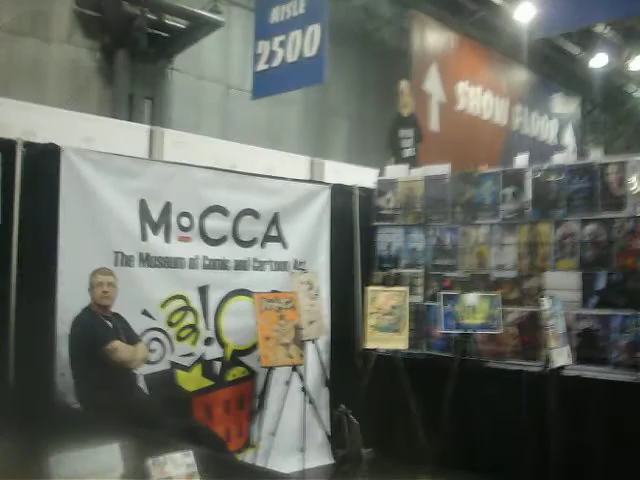 AISLE
2500
SHOW FLOOR
MoCCA
The Museum of Comic and Cartoon Art